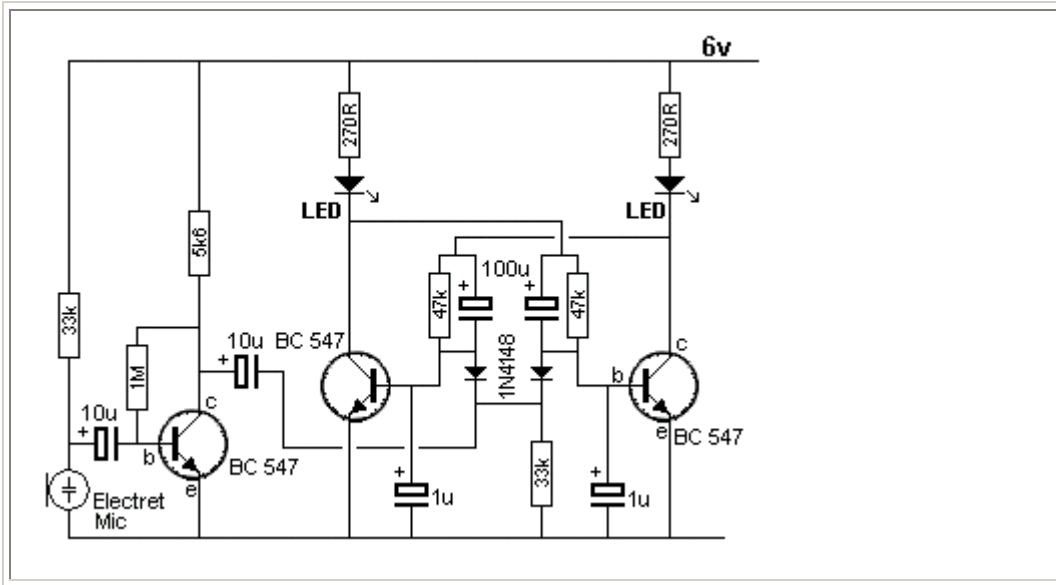 6v
270R
270R
LED
LED
5k6
+
100u
+
47k
47k
33k
10u
BC 547
c
1N4148
+
1M
c
b
10u
+
b
e
BC 547
BC 547
e
+
1u
33k
+
1u
Electret
Mic